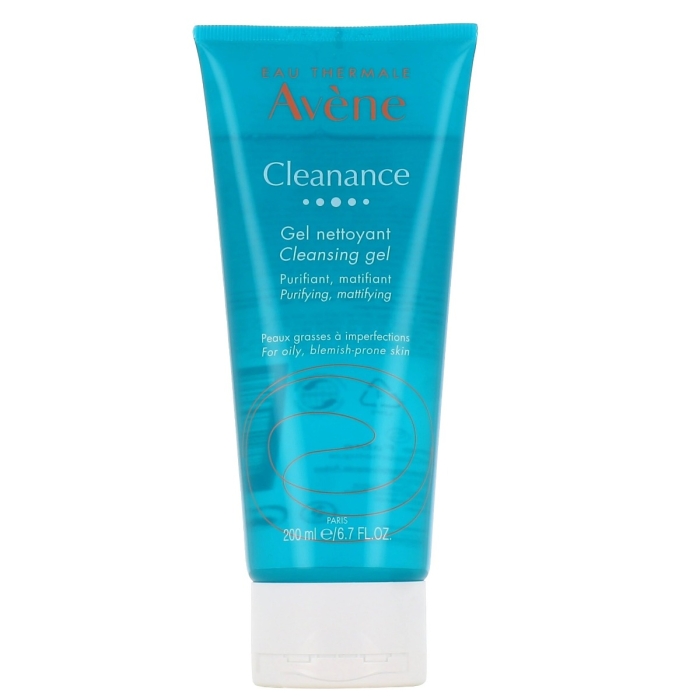 EAU THERMALE
Avène
Cleanance
Gel nettoyant
Cleansing gel
Purifiant, matifiant
Purifying, mattifying
Peaux grasses à imperfections
For oily, blemish-prone skin
PARIS
200 ml e/6.7 FL.OZ.